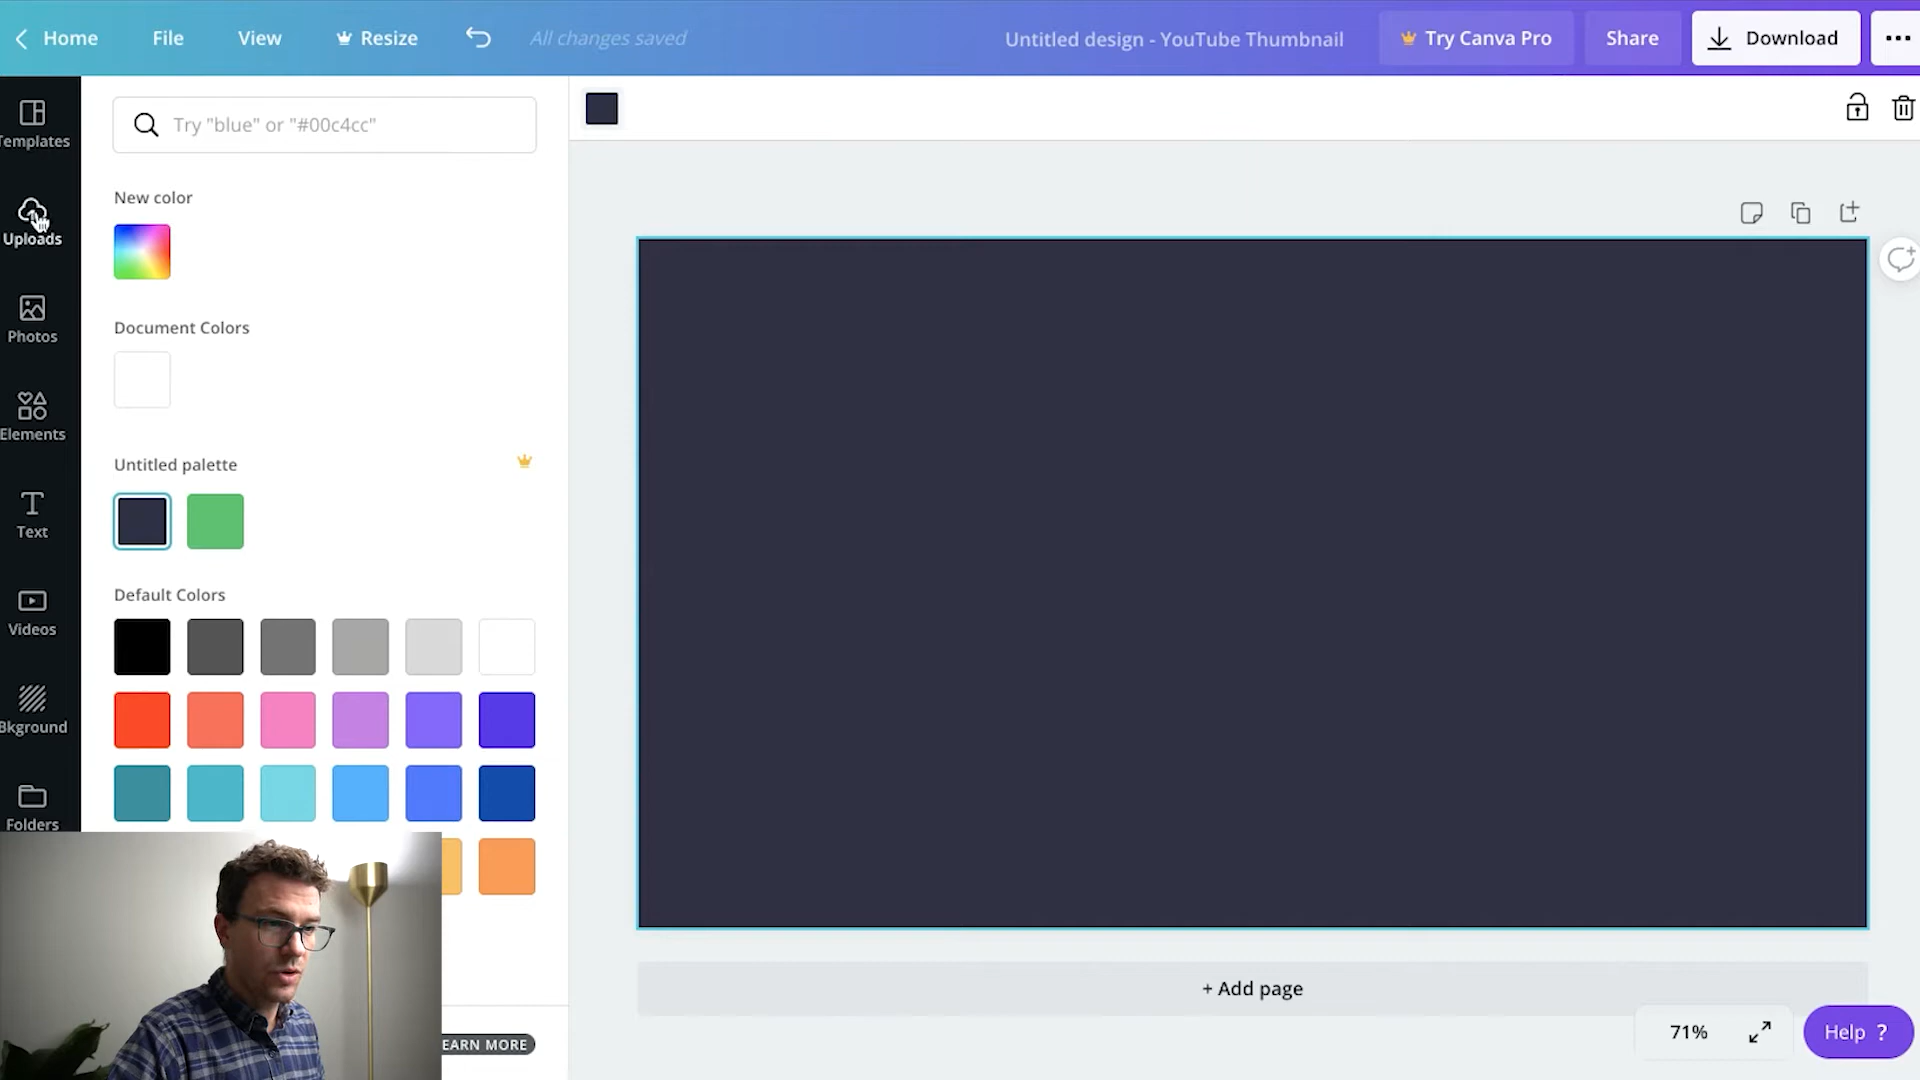 Home
File
View
Resize
All changes saved
Untitled design - YouTube Thumbnail
Try Canva Pro
Share
Download
Templates
Uploads
Photos
Elements
Text
Videos
Bkground
Folders
Try "blue" or "#00c4cc"
New color
Document Colors
Untitled palette
Default Colors
EARN MORE
+ Add page
71%
Help ?